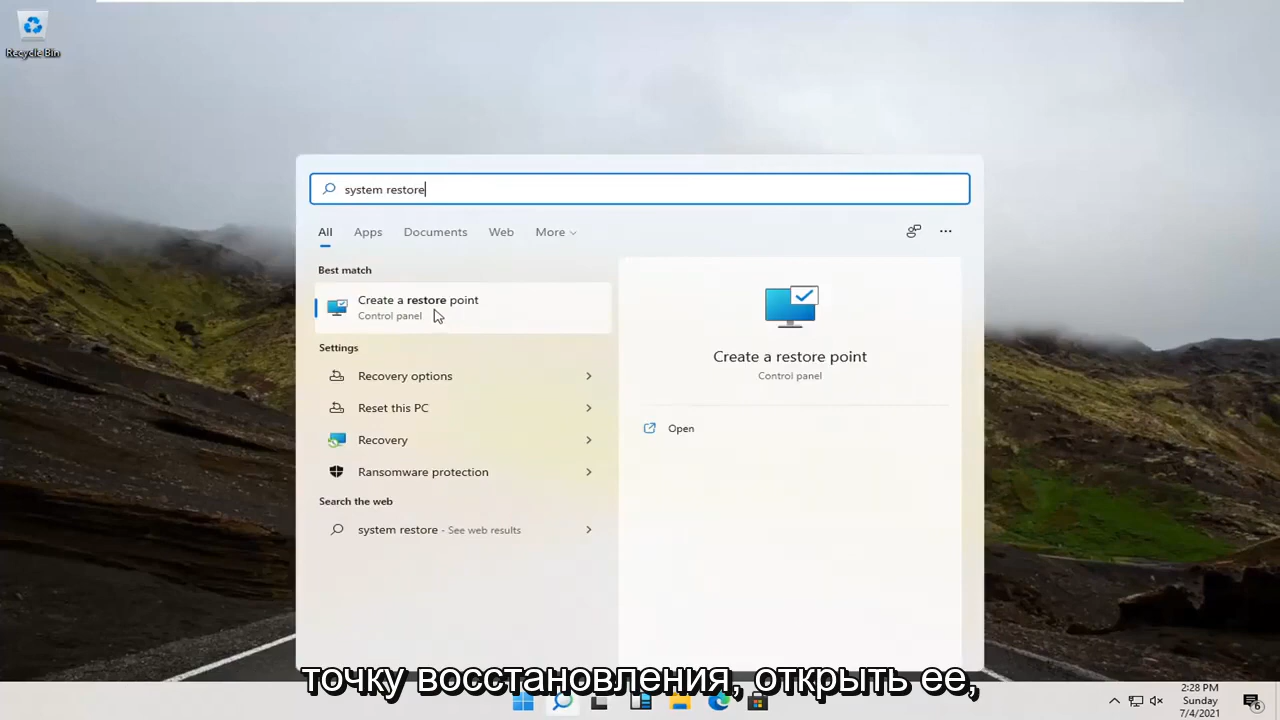 Recycle Bin
system restore
All Apps Documents Web More
Best match
Create a restore point
Control panel
Settings
Recovery options
Reset this PC
Recovery
Ransomware protection
Search the web
system restore - See web results
Create a restore point
Control panel
Open
точку восстановления, открыть ее,
2:28 PM
Sunday
7/4/2021
6